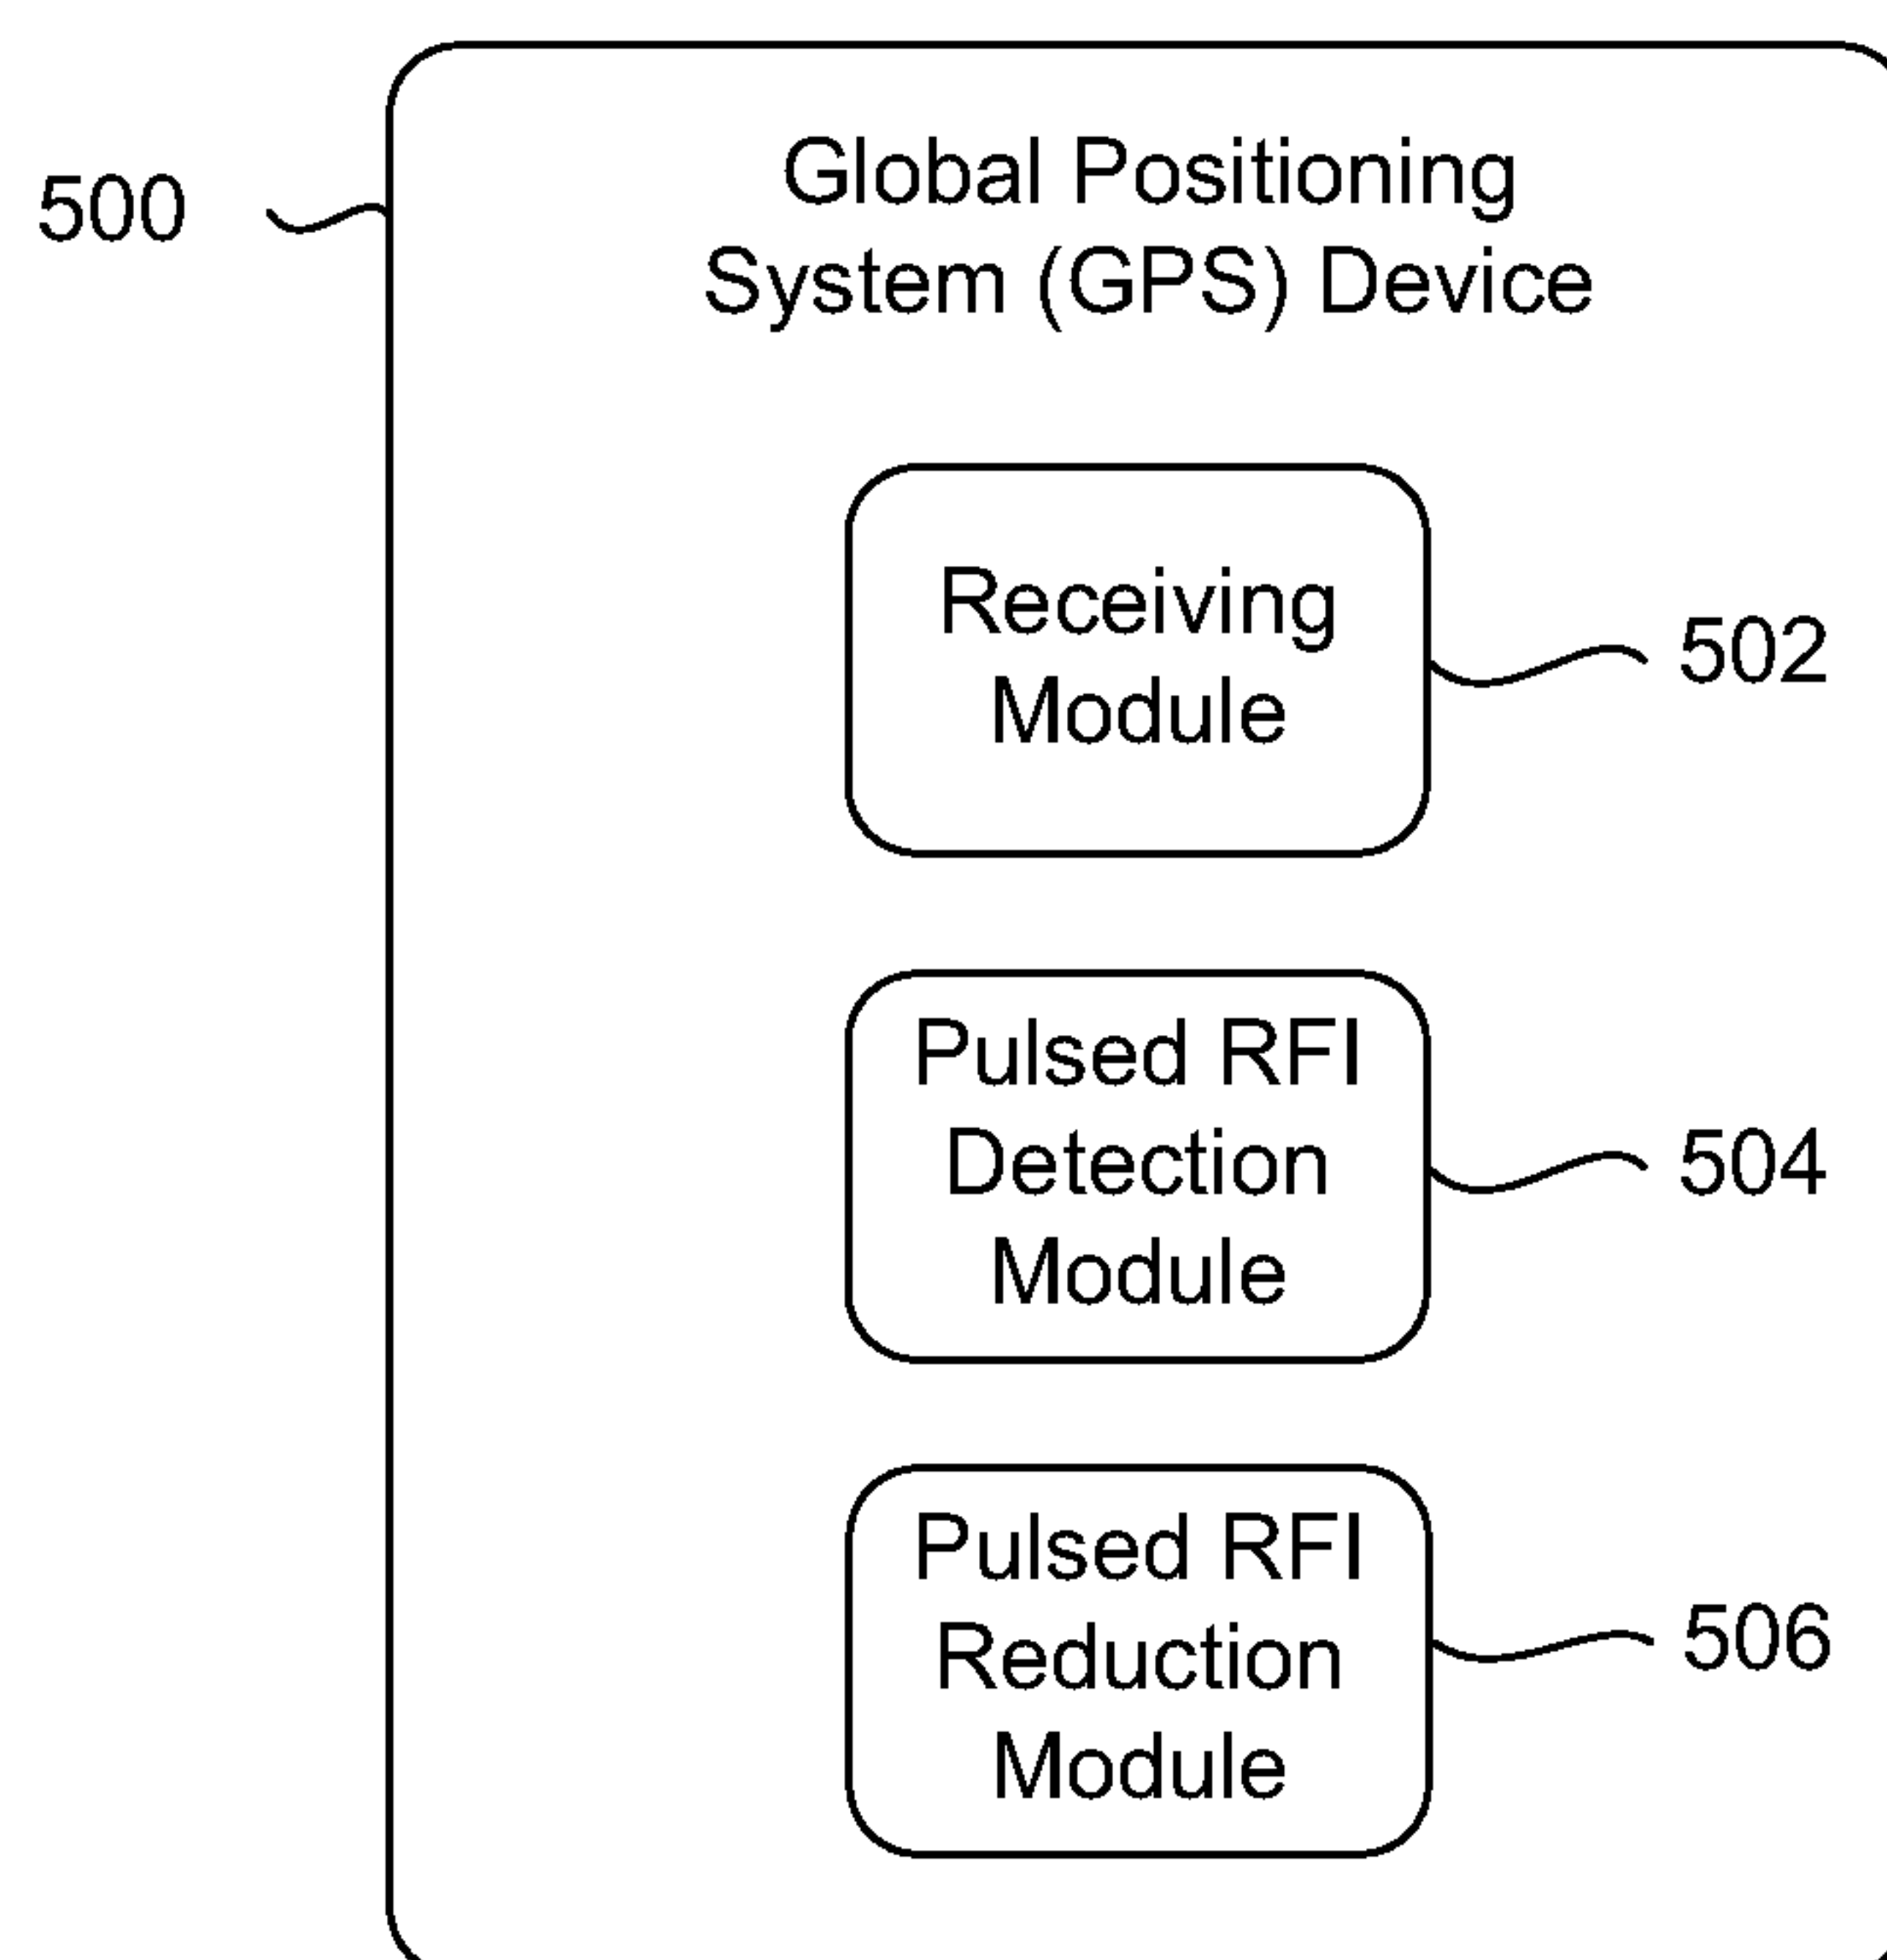 Global Positioning
System (GPS) Device
500
Receiving
Module
502
Pulsed RFI
Detection
Module
504
Pulsed RFI
Reduction
Module
506